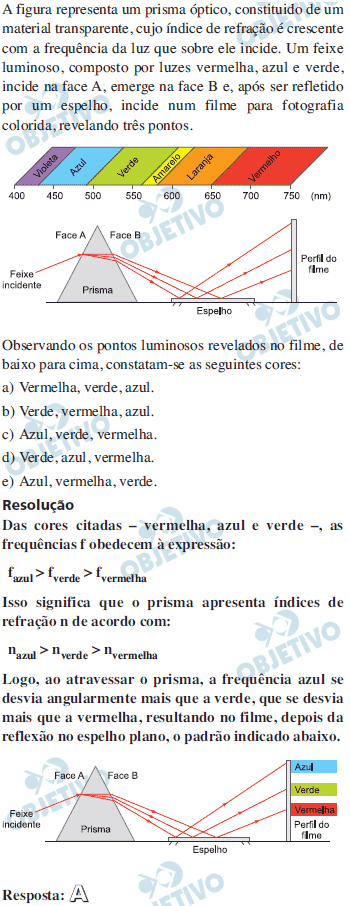 A figura representa um prisma óptico, constituido de um
material transparente, cujo índice de refração é crescente
com a frequência da luz que sobre ele incide. Um feixe
luminoso, composto por luzes vermelha, azul e verde,
incide na face A, emerge na face B e, após ser refletido
por um espelho, incide num filme para fotografia
colorida, revelando três pontos.
Violeta Azul Verde Amarelo Laranja Vermelho
400 450 500 550 600 650 700 750 (nm)
Face A Face B
Feixe
incidente
Prisma
Espelho
Perfil do
filme
Observando os pontos luminosos revelados no filme, de
baixo para cima, constatam-se as seguintes cores:
a) Vermelha, verde, azul.
b) Verde, vermelha, azul.
c) Azul, verde, vermelha.
d) Verde, azul, vermelha.
e) Azul, vermelha, verde.
Resolução
Das cores citadas – vermelha, azul e verde –, as
frequências f obedecem à expressão:
f azul > f verde > f vermelha
Isso significa que o prisma apresenta índices de
refração n de acordo com:
n azul > n verde > n vermelha
Logo, ao atravessar o prisma, a frequência azul se
desvia angularmente mais que a verde, que se desvia
mais que a vermelha, resultando no filme, depois da
reflexão no espelho plano, o padrão indicado abaixo.
Face A Face B
Feixe
incidente
Prisma
Espelho
Azul
Verde
Vermelha
Perfil do
filme
Resposta: A
OBJETIVO
OBJETIVO
OBJETIVO
OBJETIVO
OBJETIVO
OBJETIVO
OBJETIVO